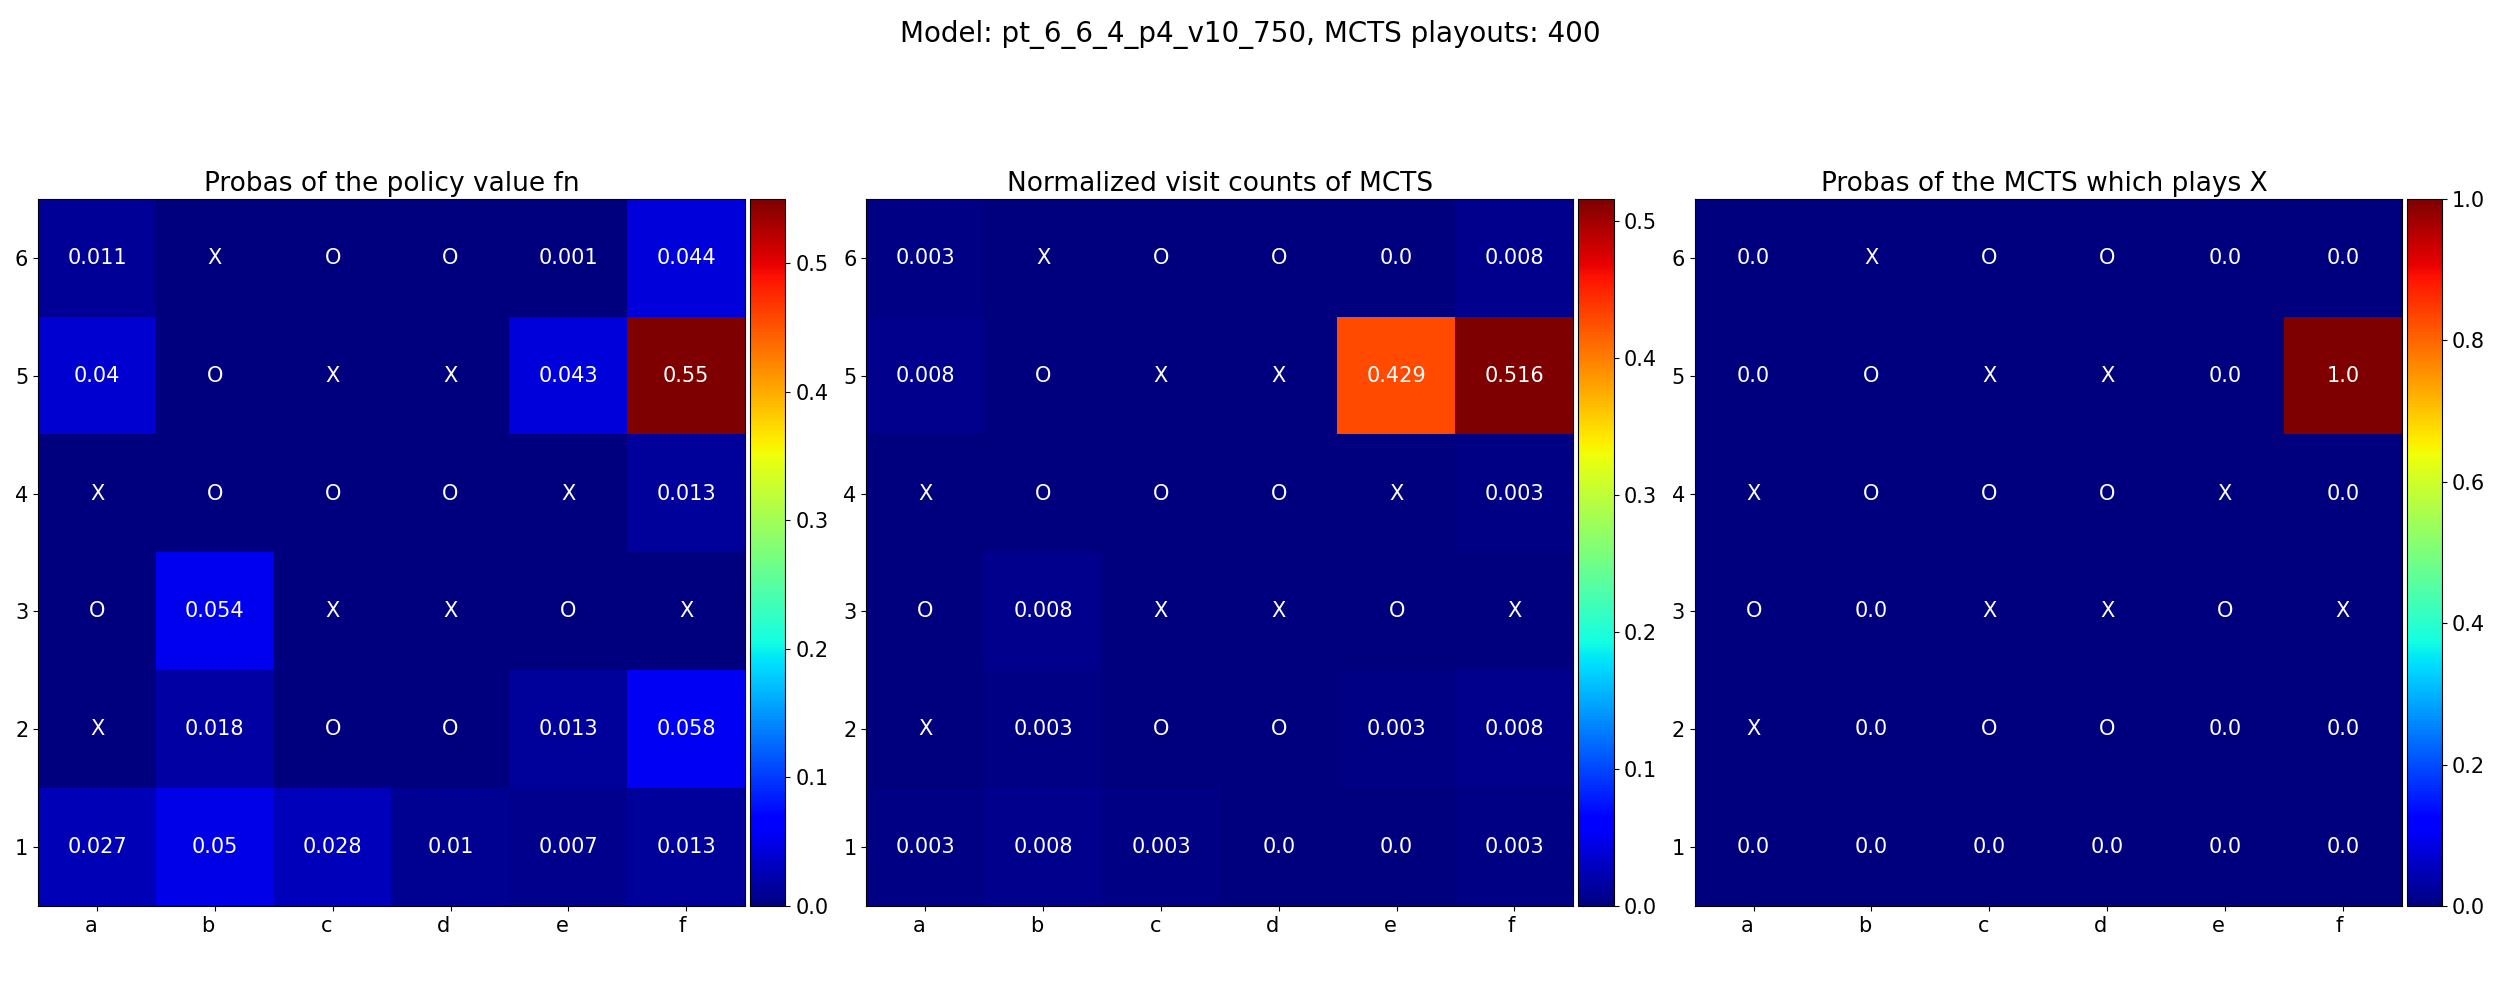 Model: pt_6_6_4_p4_v10_750, MCTS playouts: 400
Probas of the policy value fn
6 0.011 X O O 0.001 0.044
5 0.04 O X X 0.043 0.55
4 X O O O X 0.013
3 O 0.054 X X O X
2 X 0.018 O O 0.013 0.058
1 0.027 0.05 0.028 0.01 0.007 0.013
a b c d e f
0.5
0.4
0.3
0.2
0.1
0.0
Normalized visit counts of MCTS
6 0.003 X O O 0.0 0.008
5 0.008 O X X 0.429 0.516
4 X O O O X 0.003
3 O 0.008 X X O X
2 X 0.003 O O 0.003 0.008
1 0.003 0.008 0.003 0.0 0.0 0.003
a b c d e f
0.5
0.4
0.3
0.2
0.1
0.0
Probas of the MCTS which plays X
6 0.0 X O O 0.0 0.0
5 0.0 O X X 0.0 1.0
4 X O O O X 0.0
3 O 0.0 X X O X
2 X 0.0 O O 0.0 0.0
1 0.0 0.0 0.0 0.0 0.0 0.0
a b c d e f
1.0
0.8
0.6
0.4
0.2
0.0